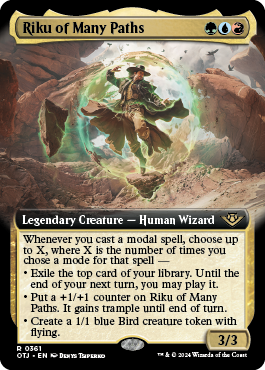 Riku of Many Paths
Legendary Creature — Human Wizard
Whenever you cast a modal spell, choose up
to X, where X is the number of times you
chose a mode for that spell —
• Exile the top card of your library. Until the
end of your next turn, you may play it.
• Put a +1/+1 counter on Riku of Many
Paths. It gains trample until end of turn.
• Create a 1/1 blue Bird creature token with
flying.
3/3
R 0361
OTJ • EN Denys Tsiperko
™ & © 2024 Wizards of the Coast